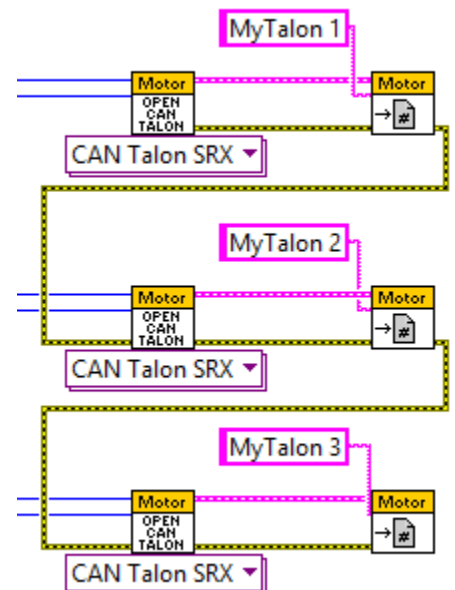 MyTalon 1
Motor
Motor
OPEN
CAN
TALON
→#
CAN Talon SRX
MyTalon 2
Motor
Motor
OPEN
CAN
TALON
→#
CAN Talon SRX
MyTalon 3
Motor
Motor
OPEN
CAN
TALON
→#
CAN Talon SRX